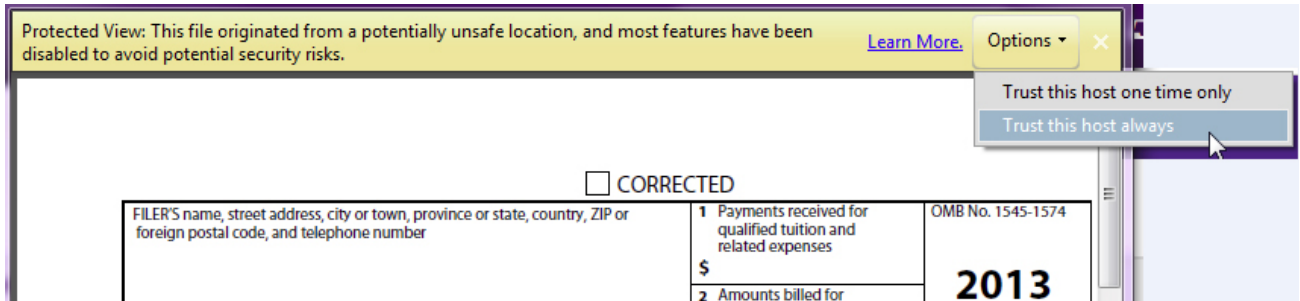 Protected View: This file originated from a potentially unsafe location, and most features have been
disabled to avoid potential security risks.
Learn More.
Options
Trust this host one time only
Trust this host always
CORRECTED
FILER'S name, street address, city or town, province or state, country, ZIP or
foreign postal code, and telephone number
1 Payments received for
qualified tuition and
related expenses
$
2 Amounts billed for
OMB No. 1545-1574
2013